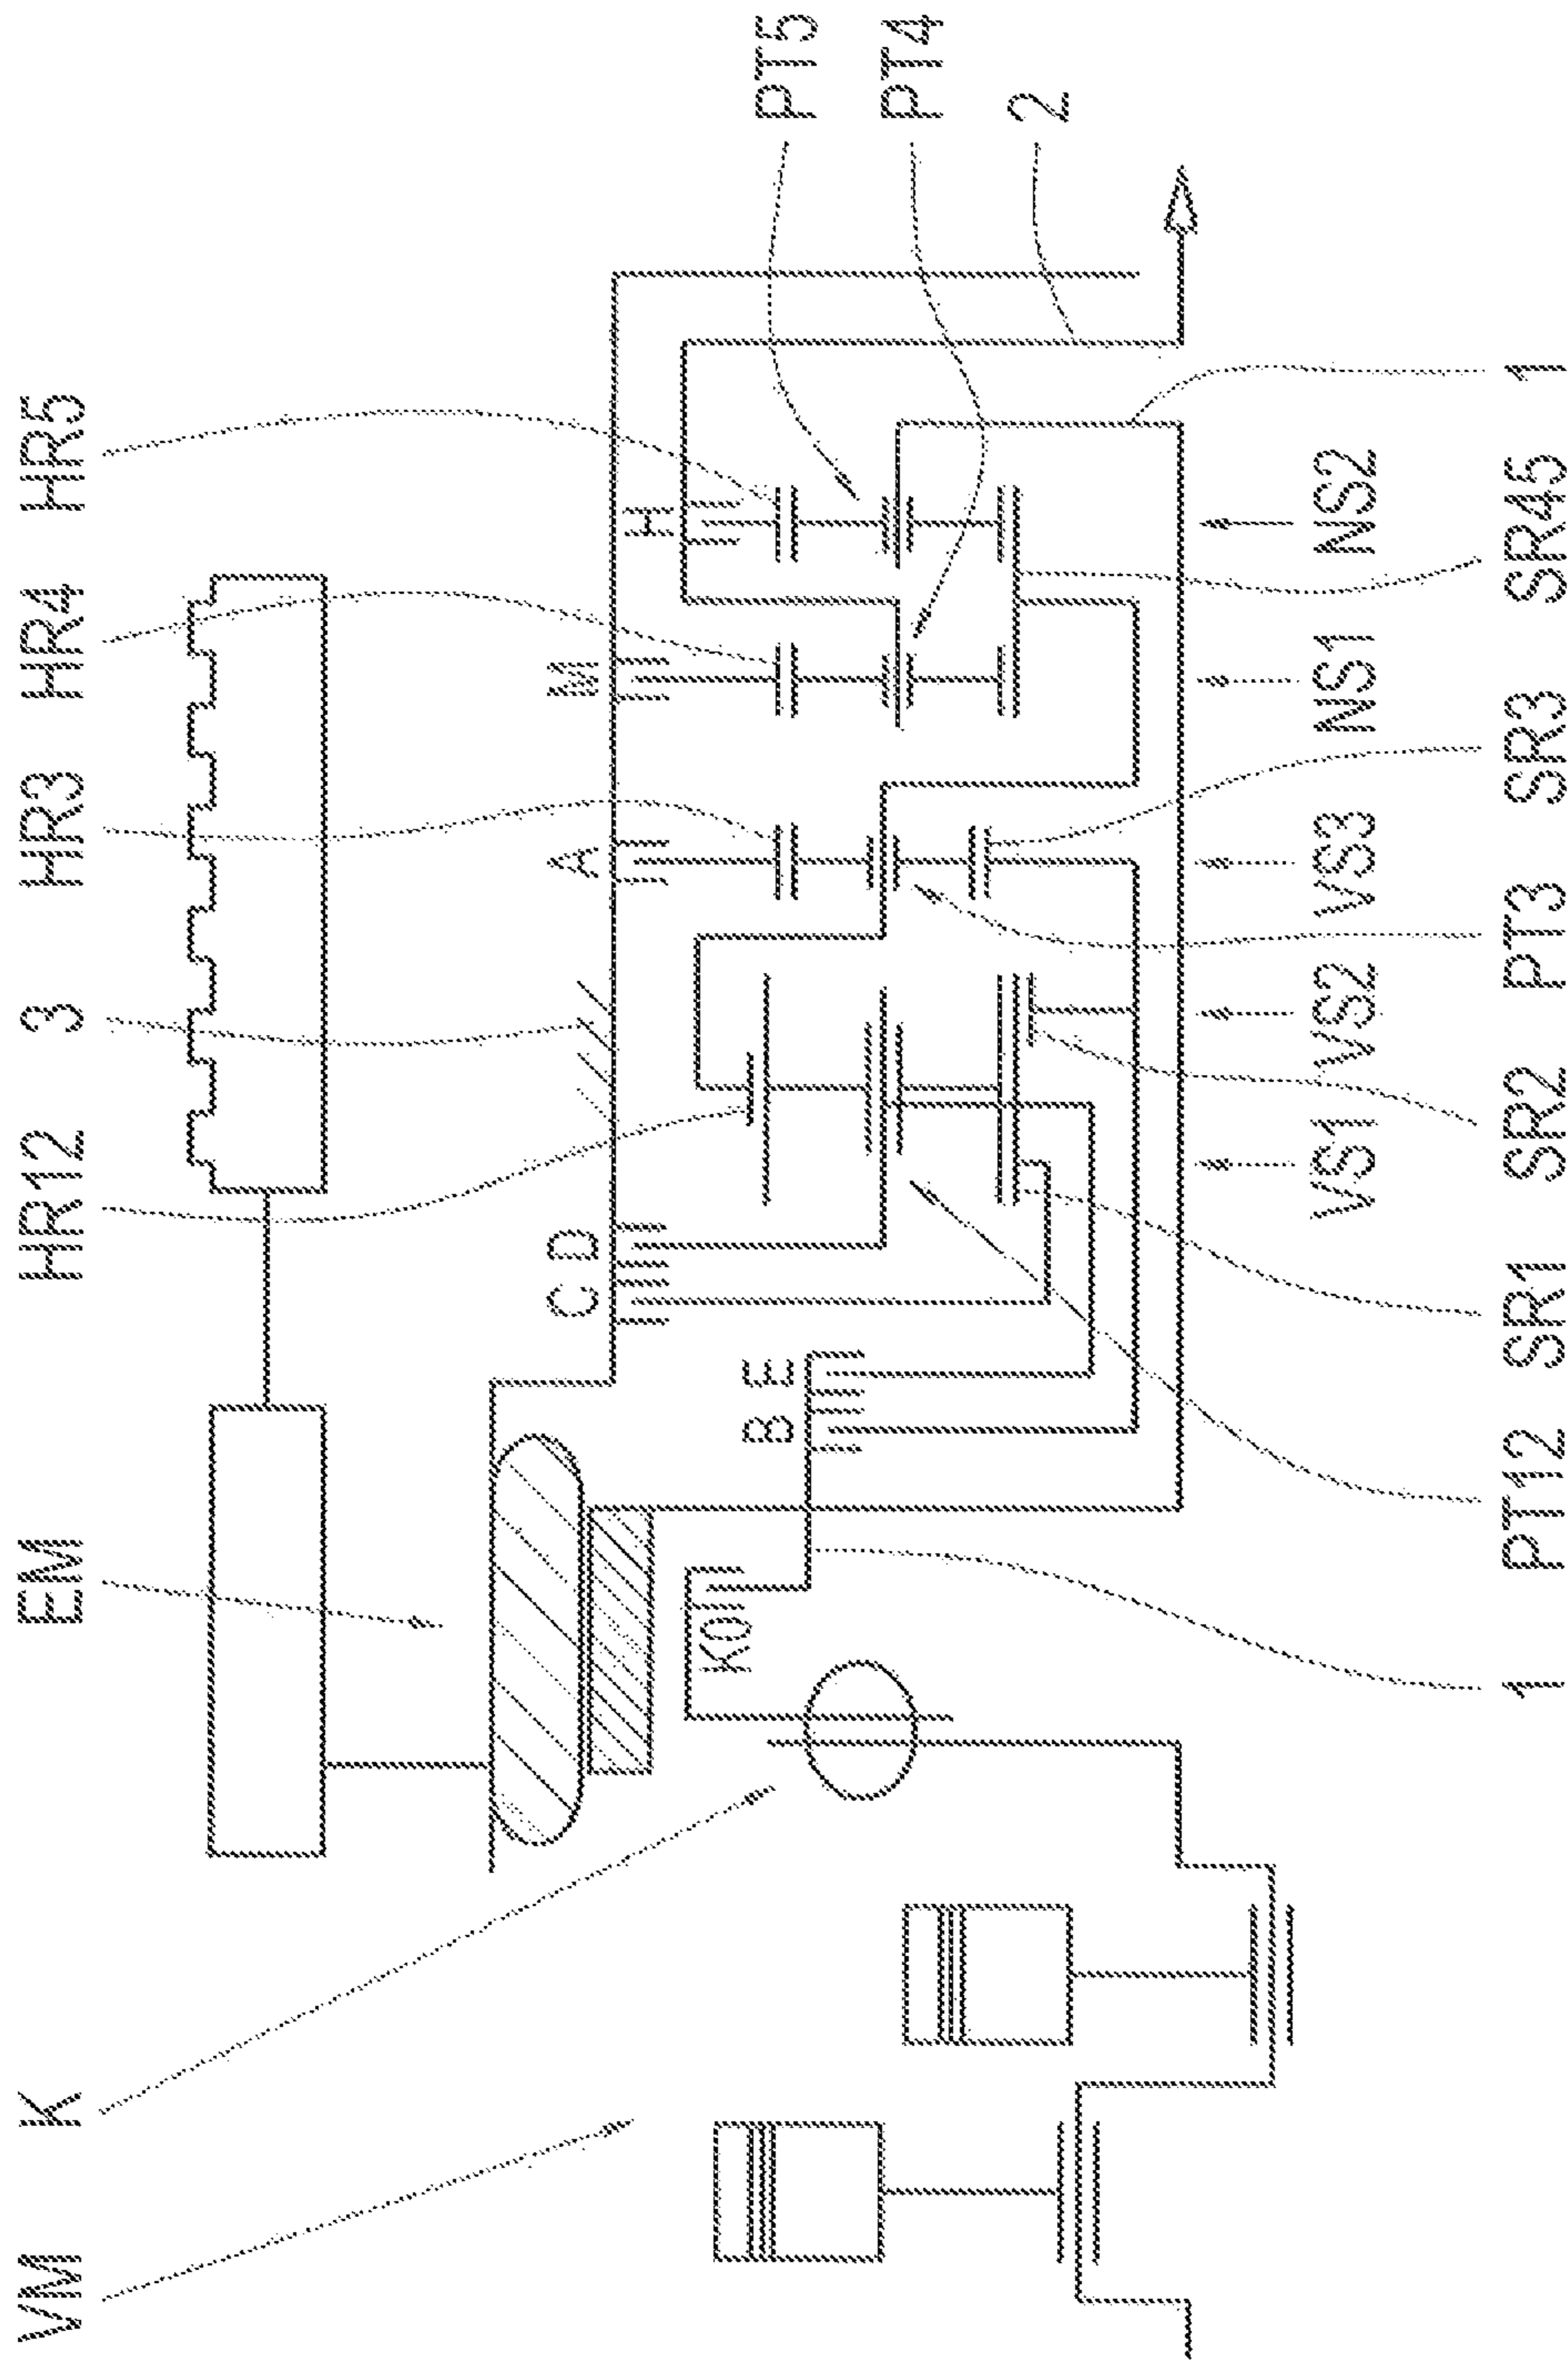 VM
K
EM
HR12
3
HR3
HR4
HR5
PT5
PT4
2
H
M
A
C D
B E
K0
VS1
VS2
VS3
NS1
NS2
1
PT12
SR1
SR2
PT3
SR3
SR45
1